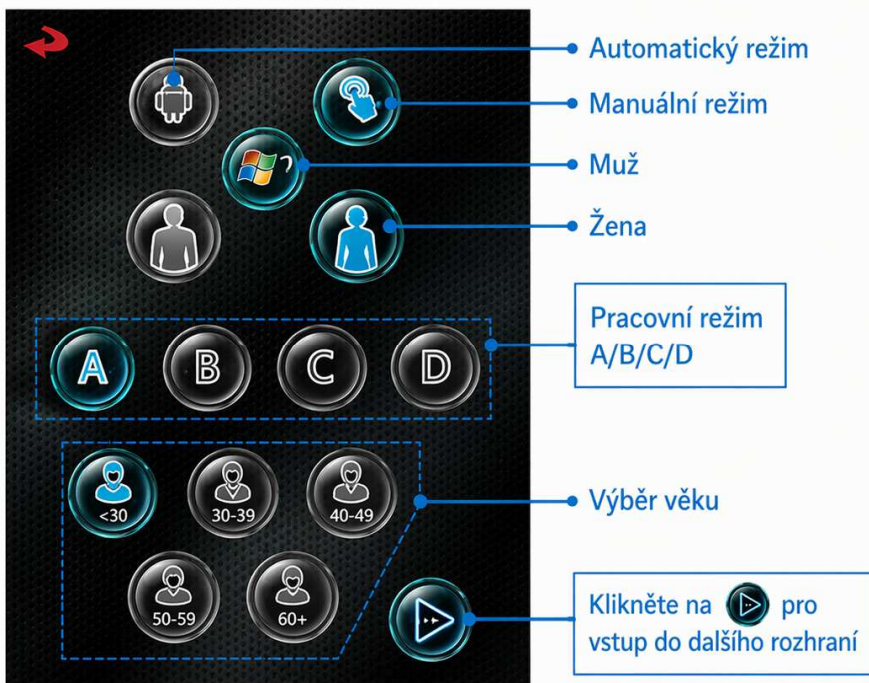 Automatický režim
Manuální režim
Muž
Žena
Pracovní režim
A/B/C/D
A B C D
<30 30-39 40-49
Výběr věku
50-59 60+
Klikněte na pro
vstup do dalšího rozhraní